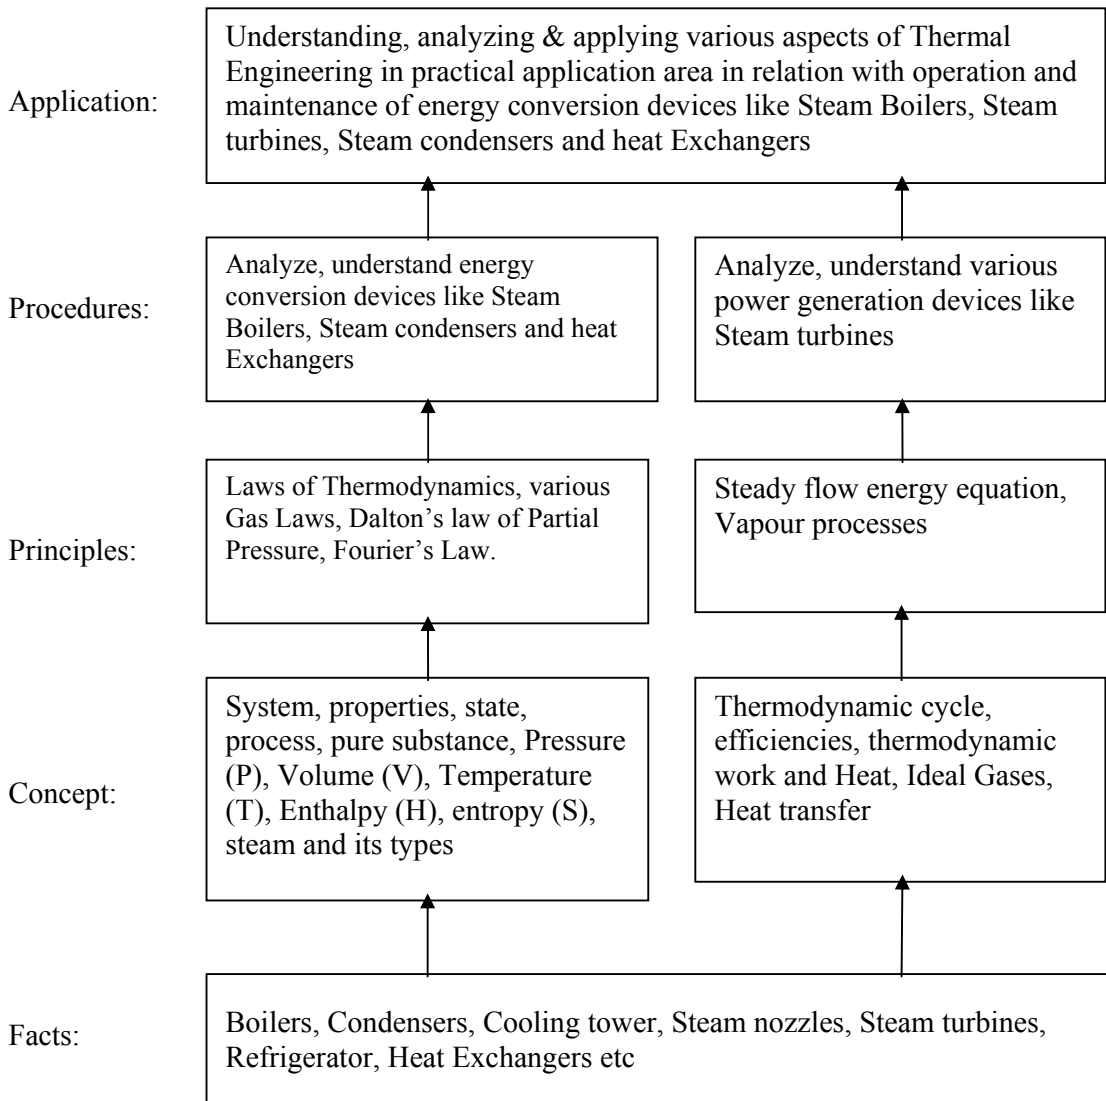 Application:
Understanding, analyzing & applying various aspects of Thermal
Engineering in practical application area in relation with operation and
maintenance of energy conversion devices like Steam Boilers, Steam
turbines, Steam condensers and heat Exchangers
Procedures:
Analyze, understand energy
conversion devices like Steam
Boilers, Steam condensers and heat
Exchangers
Analyze, understand various
power generation devices like
Steam turbines
Principles:
Laws of Thermodynamics, various
Gas Laws, Dalton’s law of Partial
Pressure, Fourier’s Law.
Steady flow energy equation,
Vapour processes
Concept:
System, properties, state,
process, pure substance, Pressure
(P), Volume (V), Temperature
(T), Enthalpy (H), entropy (S),
steam and its types
Thermodynamic cycle,
efficiencies, thermodynamic
work and Heat, Ideal Gases,
Heat transfer
Facts:
Boilers, Condensers, Cooling tower, Steam nozzles, Steam turbines,
Refrigerator, Heat Exchangers etc